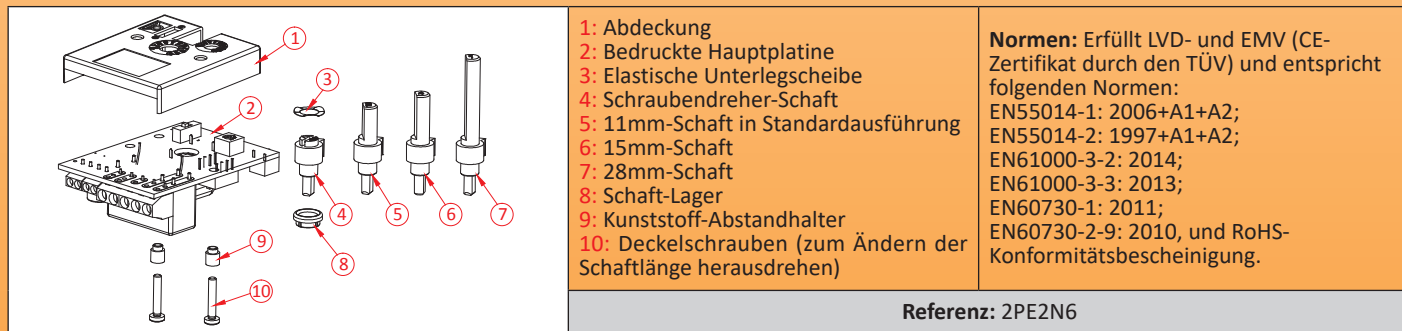 1
2
3
4
5
6
7
8
9
10
1: Abdeckung
2: Bedruckte Hauptplatine
3: Elastische Unterlegscheibe
4: Schraubendreher-Schaft
5: 11mm-Schaft in Standardausführung
6: 15mm-Schaft
7: 28mm-Schaft
8: Schaft-Lager
9: Kunststoff-Abstandhalter
10: Deckelschrauben (zum Ändern der
Schaftlänge herausdrehen)
Normen: Erfüllt LVD- und EMV (CE-
Zertifikat durch den TÜV) und entspricht
folgenden Normen:
EN55014-1: 2006+A1+A2;
EN55014-2: 1997+A1+A2;
EN61000-3-2: 2014;
EN61000-3-3: 2013;
EN60730-1: 2011;
EN60730-2-9: 2010, und RoHS-
Konformitätsbescheinigung.
Referenz: 2PE2N6